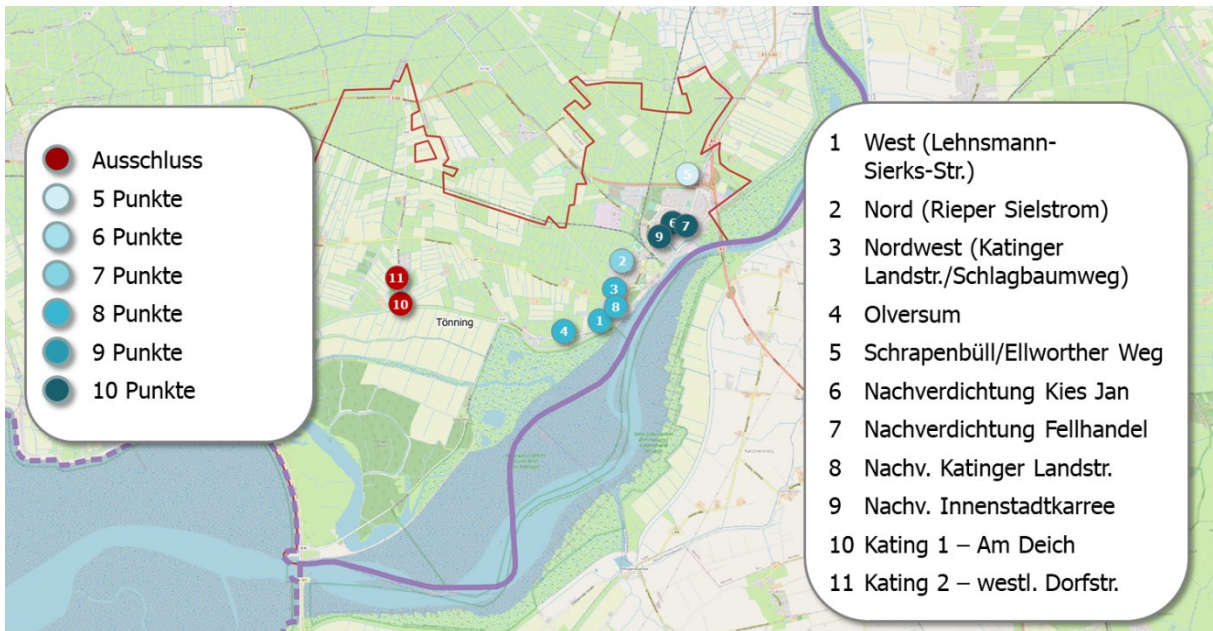 Ausschluss
5 Punkte
6 Punkte
7 Punkte
8 Punkte
9 Punkte
10 Punkte
5
6
7
9
2
11
3
10
8
Tönning
1
4
1 West (Lehnsmann-
Sierks-Str.)
2 Nord (Rieper Sielstrom)
3 Nordwest (Katinger
Landstr./Schlagbaumweg)
4 Olversum
5 Schrapenbüll/Ellworther Weg
6 Nachverdichtung Kies Jan
7 Nachverdichtung Fellhandel
8 Nachv. Katinger Landstr.
9 Nachv. Innenstadtkarree
10 Kating 1 – Am Deich
11 Kating 2 – westl. Dorfstr.